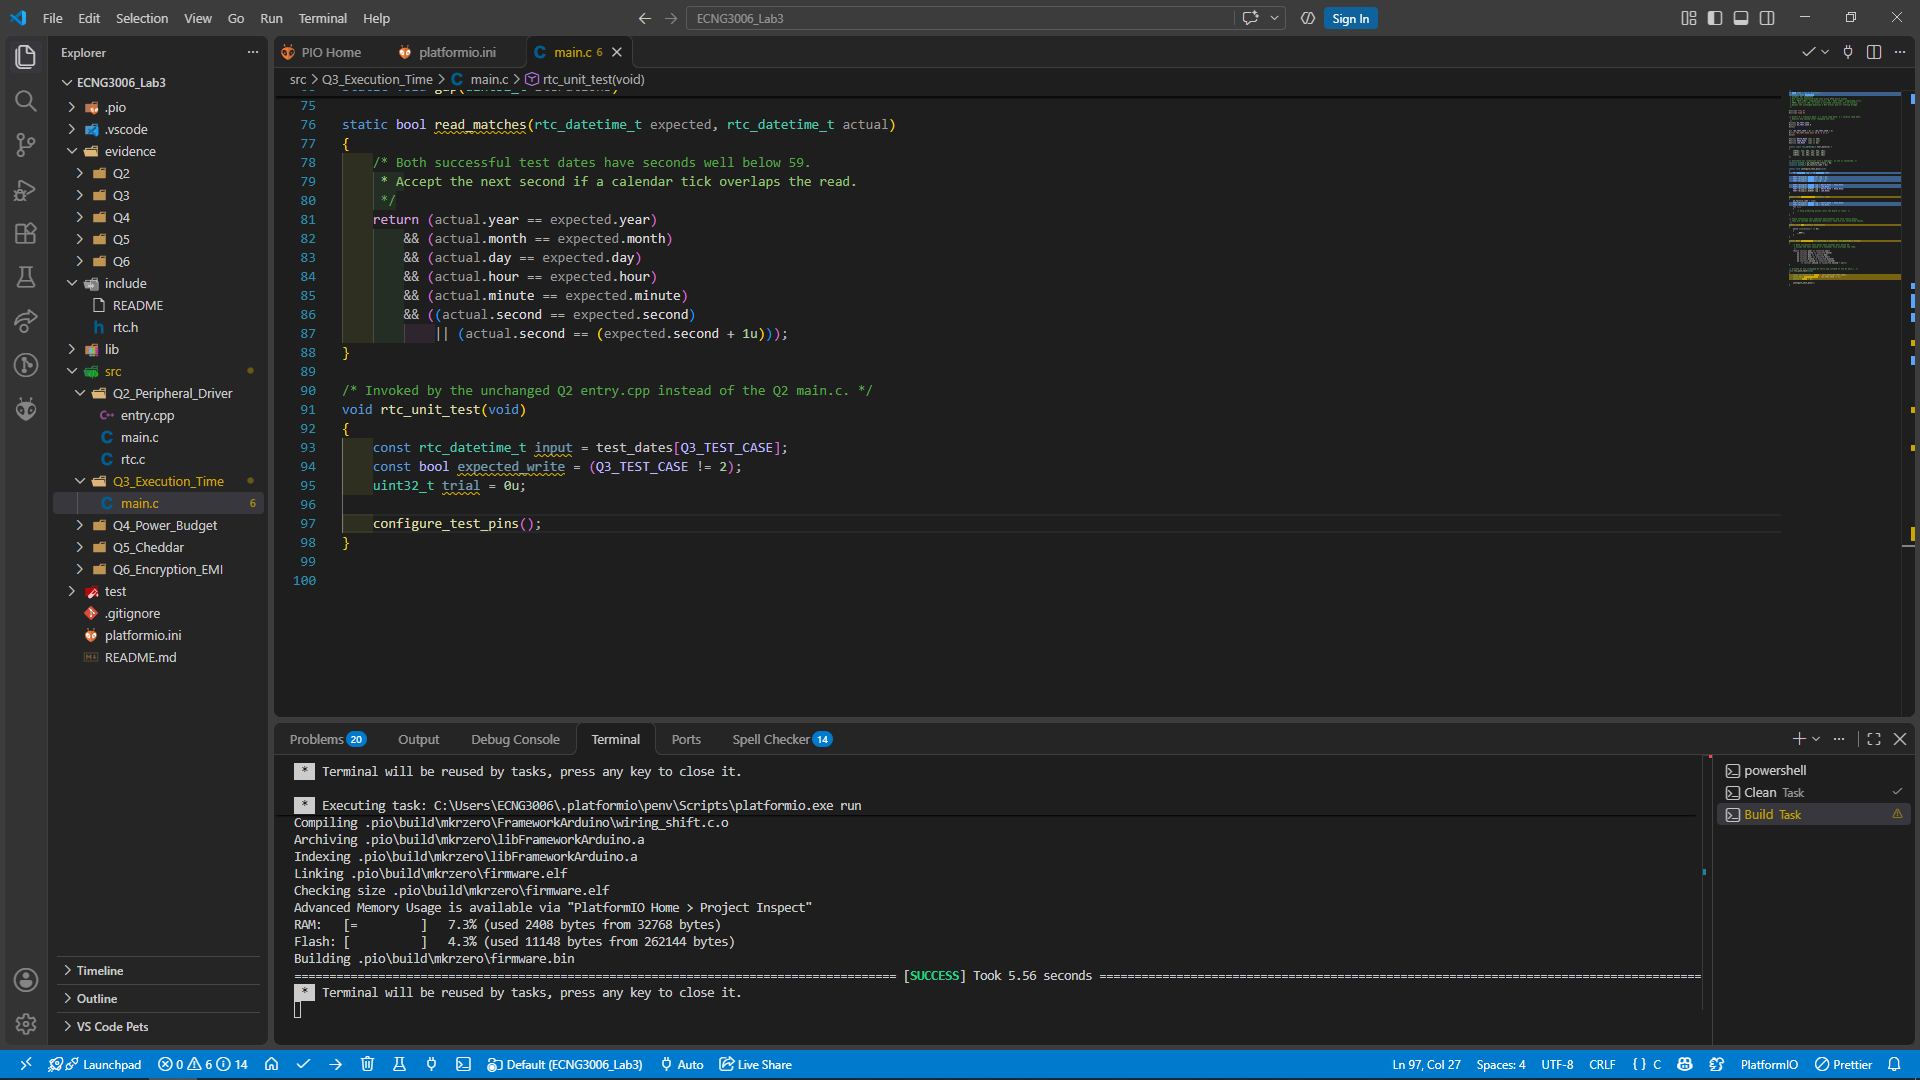 File Edit Selection View Go Run Terminal Help
ECNG3006_Lab3
Sign In
Explorer
PIO Home
platformio.ini
main.c 6
src > Q3_Execution_Time > C main.c > rtc_unit_test(void)
ECNG3006_Lab3
.pio
.vscode
evidence
Q2
Q3
Q4
Q5
Q6
include
README
rtc.h
lib
src
Q2_Peripheral_Driver
entry.cpp
main.c
rtc.c
Q3_Execution_Time
main.c 6
Q4_Power_Budget
Q5_Cheddar
Q6_Encryption_EMI
test
.gitignore
platformio.ini
README.md
Timeline
Outline
VS Code Pets
75
76 static bool read_matches(rtc_datetime_t expected, rtc_datetime_t actual)
77 {
78 /* Both successful test dates have seconds well below 59.
79 * Accept the next second if a calendar tick overlaps the read.
80 */
81 return (actual.year == expected.year)
82 && (actual.month == expected.month)
83 && (actual.day == expected.day)
84 && (actual.hour == expected.hour)
85 && (actual.minute == expected.minute)
86 && ((actual.second == expected.second)
87 || (actual.second == (expected.second + 1u)));
88 }
89
90 /* Invoked by the unchanged Q2 entry.cpp instead of the Q2 main.c. */
91 void rtc_unit_test(void)
92 {
93 const rtc_datetime_t input = test_dates[Q3_TEST_CASE];
94 const bool expected_write = (Q3_TEST_CASE != 2);
95 uint32_t trial = 0u;
96
97 configure_test_pins();
98 }
99
100
Problems 20 Output Debug Console Terminal Ports Spell Checker 14
* Terminal will be reused by tasks, press any key to close it.
* Executing task: C:\Users\ECNG3006\.platformio\penv\Scripts\platformio.exe run
Compiling .pio\build\mkrzero\FrameworkArduino\wiring_shift.c.o
Archiving .pio\build\mkrzero\libFrameworkArduino.a
Indexing .pio\build\mkrzero\libFrameworkArduino.a
Linking .pio\build\mkrzero\firmware.elf
Checking size .pio\build\mkrzero\firmware.elf
Advanced Memory Usage is available via "PlatformIO Home > Project Inspect"
RAM: [= ] 7.3% (used 2408 bytes from 32768 bytes)
Flash: [ ] 4.3% (used 11148 bytes from 262144 bytes)
Building .pio\build\mkrzero\firmware.bin
[SUCCESS] Took 5.56 seconds
* Terminal will be reused by tasks, press any key to close it.
powershell
Clean Task
Build Task
Launchpad 0 6 14 Default (ECNG3006_Lab3) Auto Live Share
Ln 97, Col 27 Spaces: 4 UTF-8 CRLF {} C PlatformIO Prettier